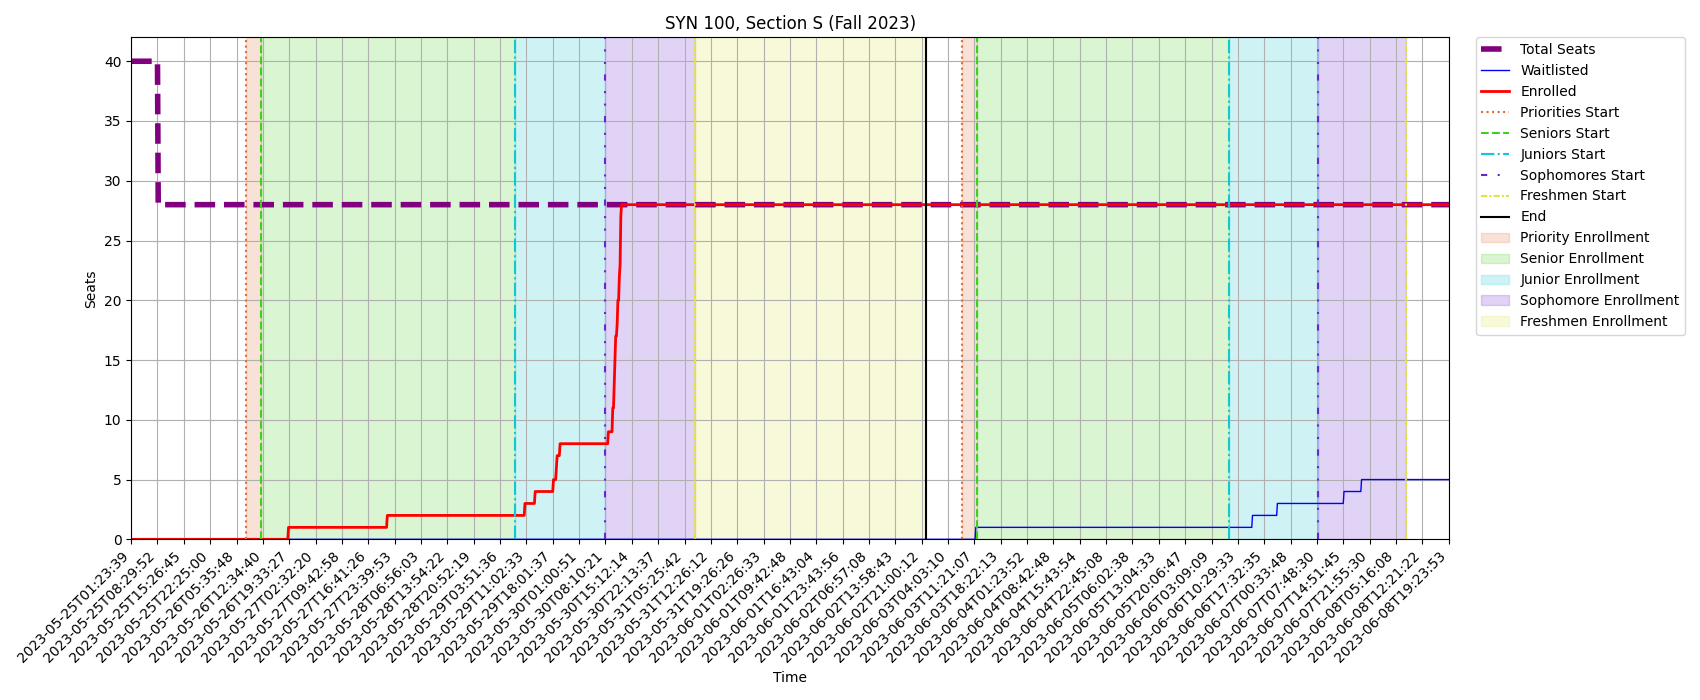 SYN 100, Section S (Fall 2023)
Seats
40
35
30
25
20
15
10
5
0
2023-05-25T01:23:39
2023-05-25T08:29:52
2023-05-25T15:26:45
2023-05-25T22:25:00
2023-05-26T05:35:48
2023-05-26T12:34:40
2023-05-26T19:33:27
2023-05-27T02:32:20
2023-05-27T09:42:58
2023-05-27T16:41:26
2023-05-27T23:39:53
2023-05-28T06:56:03
2023-05-28T13:54:22
2023-05-28T20:52:19
2023-05-29T03:51:36
2023-05-29T11:02:33
2023-05-29T18:01:37
2023-05-30T01:00:51
2023-05-30T08:10:21
2023-05-30T15:12:14
2023-05-30T22:13:37
2023-05-31T05:25:42
2023-05-31T12:26:12
2023-05-31T19:26:26
2023-06-01T02:26:33
2023-06-01T09:42:48
2023-06-01T16:43:04
2023-06-01T23:43:56
2023-06-02T06:57:08
2023-06-02T13:58:43
2023-06-02T21:00:12
2023-06-03T04:03:10
2023-06-03T11:21:07
2023-06-03T18:22:13
2023-06-04T01:23:52
2023-06-04T08:42:48
2023-06-04T15:43:54
2023-06-04T22:45:08
2023-06-05T06:02:38
2023-06-05T13:04:33
2023-06-05T20:06:47
2023-06-06T03:09:09
2023-06-06T10:29:33
2023-06-06T17:32:35
2023-06-07T00:33:48
2023-06-07T07:48:30
2023-06-07T14:51:45
2023-06-07T21:55:30
2023-06-08T05:16:09
2023-06-08T12:21:22
2023-06-08T19:23:53
Time
Total Seats
Waitlisted
Enrolled
Priorities Start
Seniors Start
Juniors Start
Sophomores Start
Freshmen Start
End
Priority Enrollment
Senior Enrollment
Junior Enrollment
Sophomore Enrollment
Freshmen Enrollment